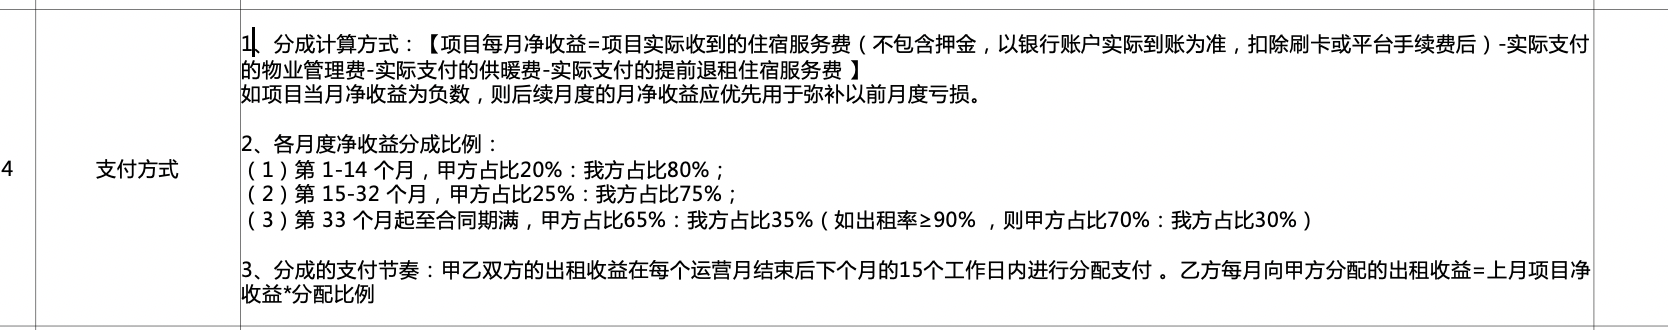 1、分成计算方式：【项目每月净收益=项目实际收到的住宿服务费（不包含押金，以银行账户实际到账为准，扣除刷卡或平台手续费后）-实际支付
的物业管理费-实际支付的供暖费-实际支付的提前退租住宿服务费 】
如项目当月净收益为负数，则后续月度的月净收益应优先用于弥补以前月度亏损。
2、各月度净收益分成比例：
4
支付方式
（1）第 1-14 个月，甲方占比20%：我方占比80%；
（2）第 15-32 个月，甲方占比25%：我方占比75%；
（3）第 33 个月起至合同期满，甲方占比65%：我方占比35%（如出租率≥90% ，则甲方占比70%：我方占比30%）
3、分成的支付节奏：甲乙双方的出租收益在每个运营月结束后下个月的15个工作日内进行分配支付 。乙方每月向甲方分配的出租收益=上月项目净
收益*分配比例